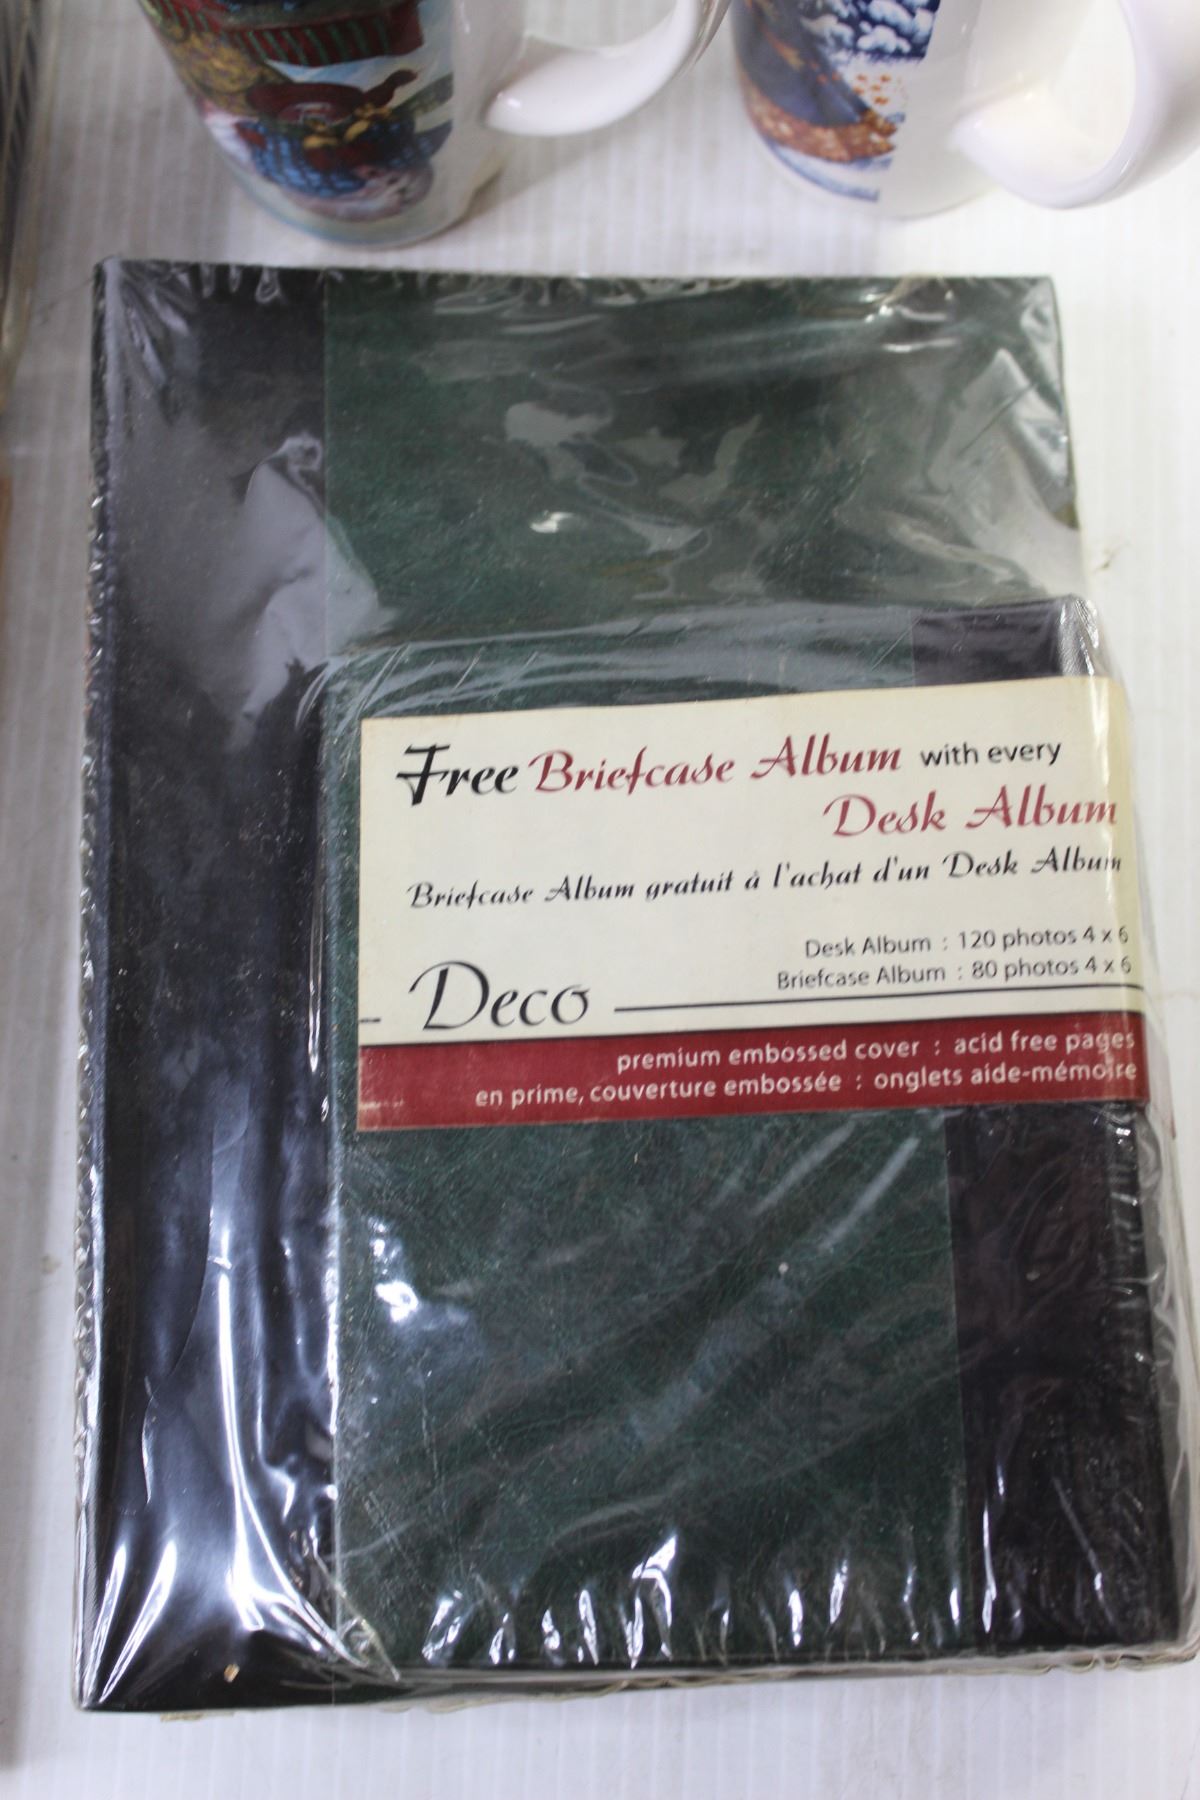 Free Briefcase Album with every
Desk Album
Briefcase Album gratuit à l'achat d'un Desk Album
Desk Album : 120 photos 4 x 6
Briefcase Album : 80 photos 4 x 6
Deco
premium embossed cover : acid free pages
en prime, couverture embossée : onglets aide-mémoire